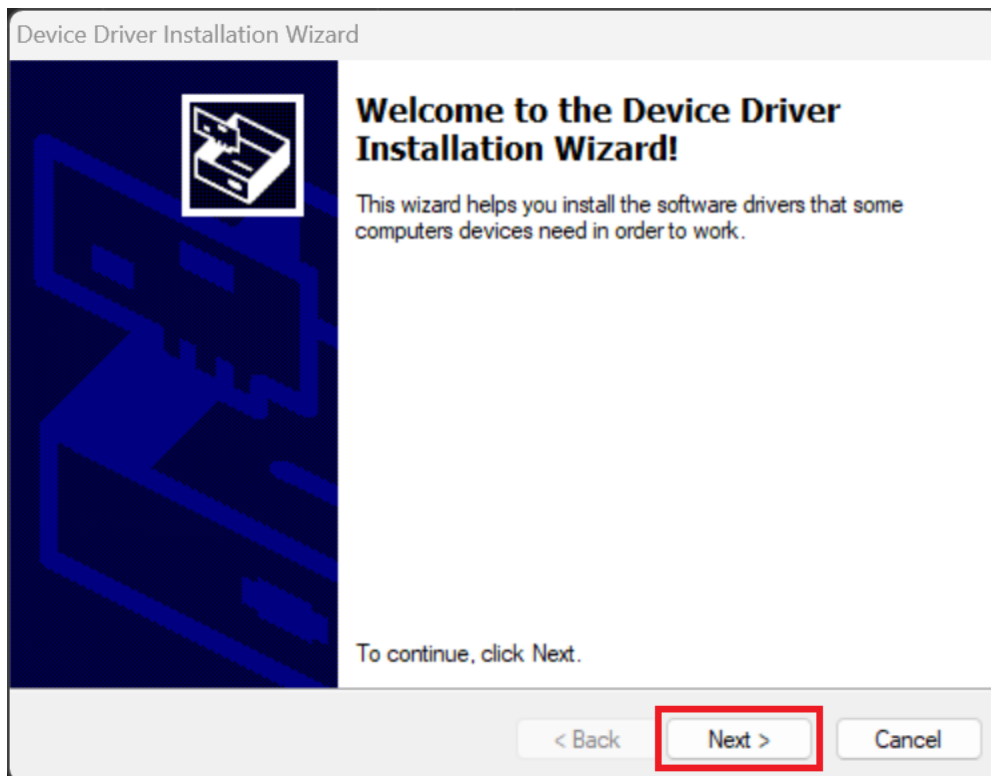 Device Driver Installation Wizard
Welcome to the Device Driver
Installation Wizard!
This wizard helps you install the software drivers that some
computers devices need in order to work.
To continue, click Next.
< Back
Next >
Cancel